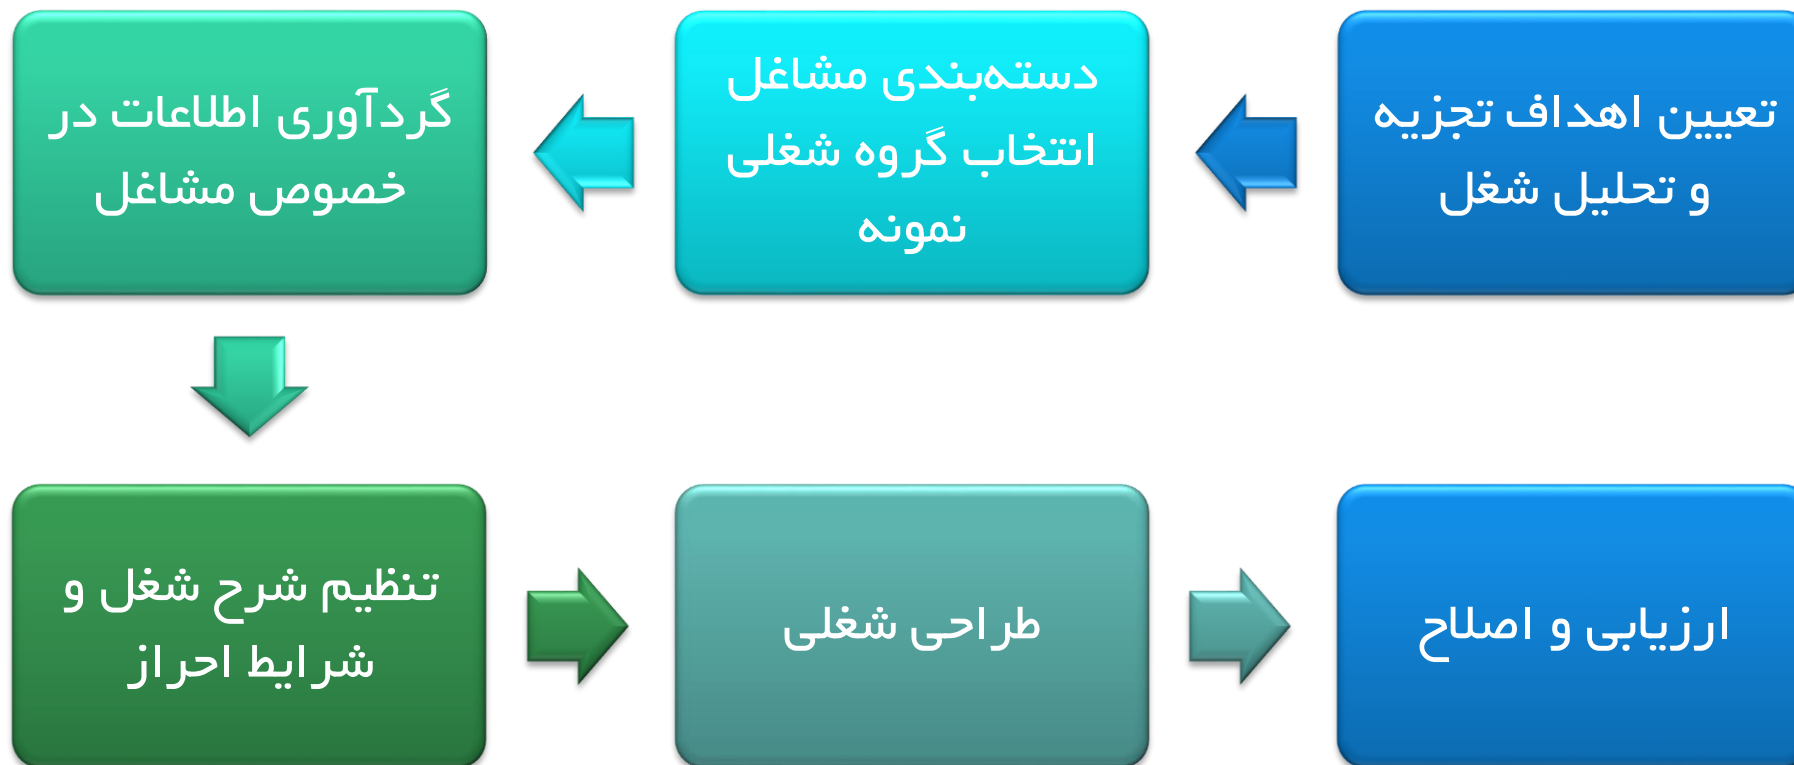 تعیین اهداف تجزیه
و تحلیل شغل
دسته‌بندی مشاغل
انتخاب گروه شغلی
نمونه
گردآوری اطلاعات در
خصوص مشاغل
تنظیم شرح شغل و
شرایط احراز
طراحی شغلی
ارزیابی و اصلاح